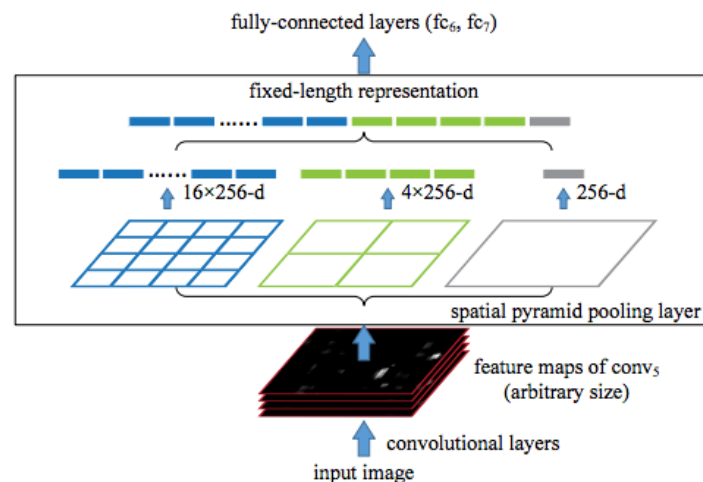 fully-connected layers (fc₆, fc₇)
fixed-length representation
......
......
16×256-d
4×256-d
256-d
spatial pyramid pooling layer
feature maps of conv₅
(arbitrary size)
convolutional layers
input image